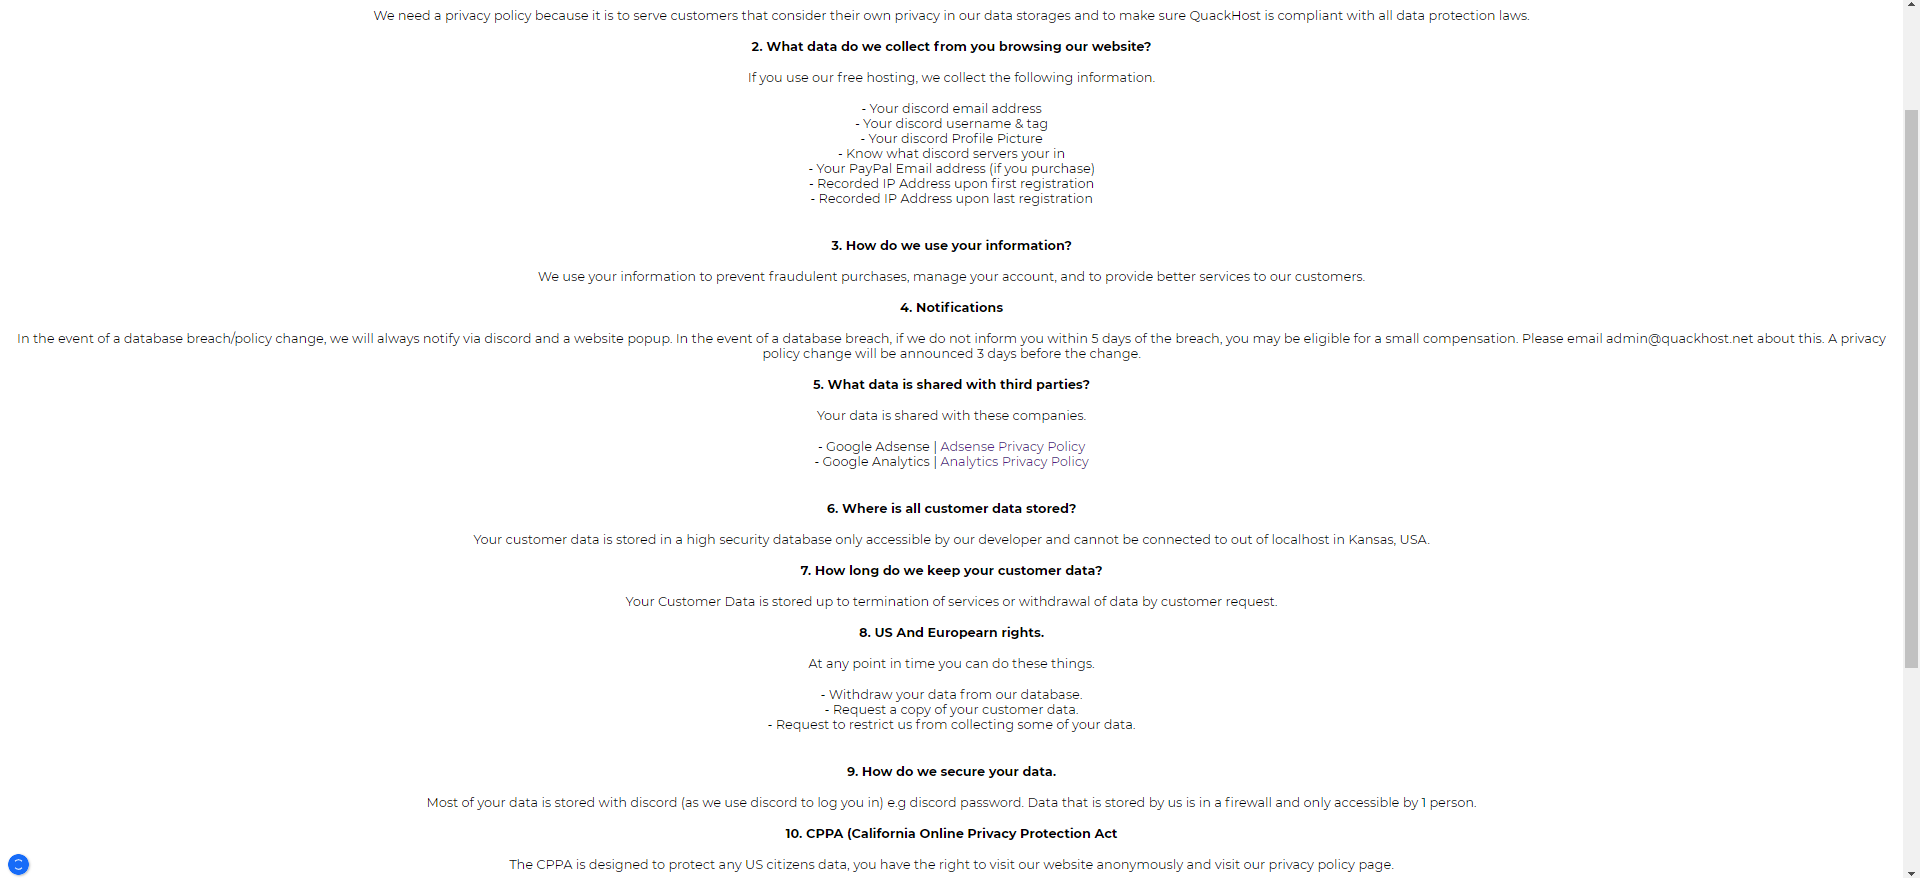 We need a privacy policy because it is to serve customers that consider their own privacy in our data storages and to make sure QuackHost is compliant with all data protection laws.
2. What data do we collect from you browsing our website?
If you use our free hosting, we collect the following information.
- Your discord email address
- Your discord username & tag
- Your discord Profile Picture
- Know what discord servers your in
- Your PayPal Email address (if you purchase)
- Recorded IP Address upon first registration
- Recorded IP Address upon last registration
3. How do we use your information?
We use your information to prevent fraudulent purchases, manage your account, and to provide better services to our customers.
4. Notifications
In the event of a database breach/policy change, we will always notify via discord and a website popup. In the event of a database breach, if we do not inform you within 5 days of the breach, you may be eligible for a small compensation. Please email admin@quackhost.net about this. A privacy
policy change will be announced 3 days before the change.
5. What data is shared with third parties?
Your data is shared with these companies.
- Google Adsense | Adsense Privacy Policy
- Google Analytics | Analytics Privacy Policy
6. Where is all customer data stored?
Your customer data is stored in a high security database only accessible by our developer and cannot be connected to out of localhost in Kansas, USA.
7. How long do we keep your customer data?
Your Customer Data is stored up to termination of services or withdrawal of data by customer request.
8. US And Europearn rights.
At any point in time you can do these things.
- Withdraw your data from our database.
- Request a copy of your customer data.
- Request to restrict us from collecting some of your data.
9. How do we secure your data.
Most of your data is stored with discord (as we use discord to log you in) e.g discord password. Data that is stored by us is in a firewall and only accessible by 1 person.
10. CPPA (California Online Privacy Protection Act
The CPPA is designed to protect any US citizens data, you have the right to visit our website anonymously and visit our privacy policy page.